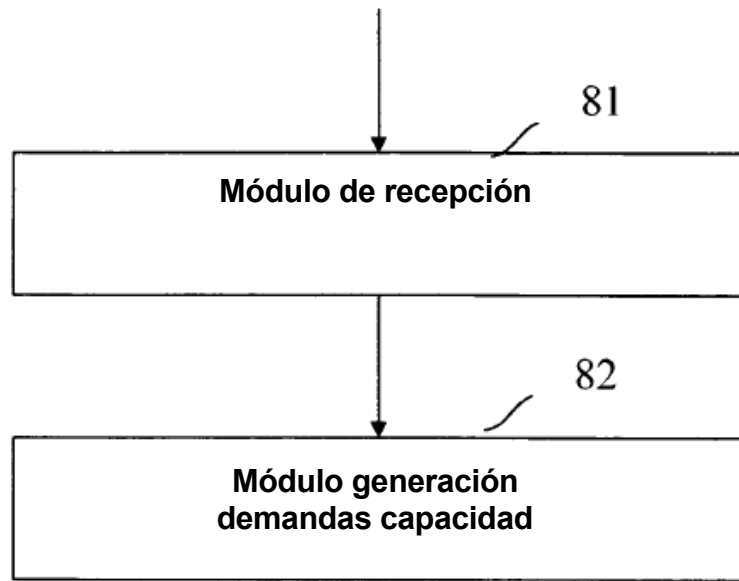 81
Módulo de recepción
82
Módulo generación
demandas capacidad